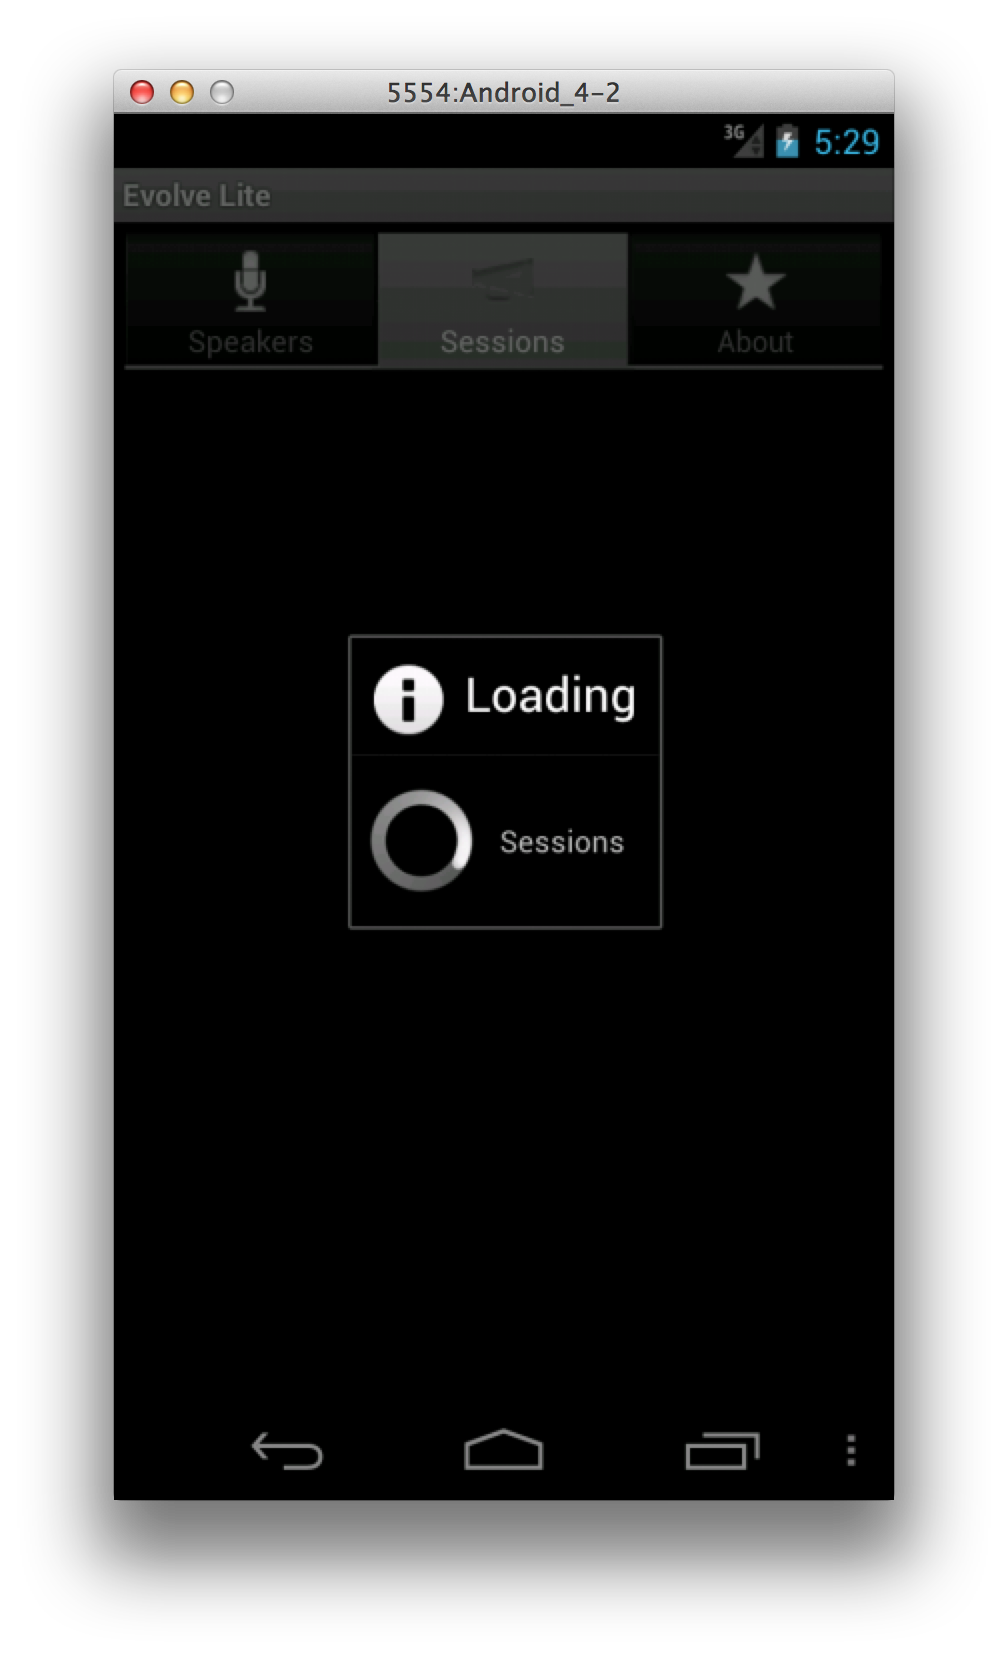 5554:Android_4-2
3G 5:29
Evolve Lite
Speakers Sessions About
Loading
Sessions